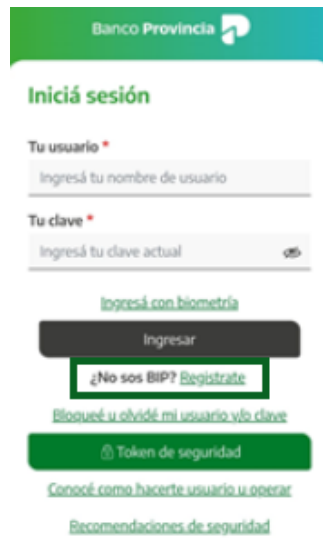 Banco Provincia
Iniciá sesión
Tu usuario *
Ingresá tu nombre de usuario
Tu clave *
Ingresá tu clave actual
Ingresá con biometría
Ingresar
¿No sos BIP? Registrate
Bloqueé u olvidé mi usuario y/o clave
Token de seguridad
Conocé como hacerte usuario u operar
Recomendaciones de seguridad